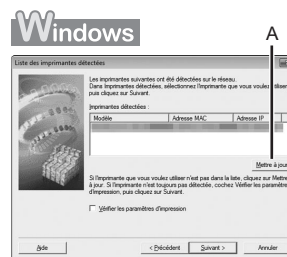 Windows
A
Liste des imprimantes détectées
Les imprimantes suivantes ont été détectées sur le réseau.
Dans Imprimantes détectées, sélectionnez l'imprimante que vous voulez utiliser
puis cliquez sur Suivant.
Imprimantes détectées :
Modèle Adresse MAC Adresse IP
Mettre à jour
Si l'imprimante que vous voulez utiliser n'est pas dans la liste, cliquez sur Mettre
à jour. Si l'imprimante n'est toujours pas détectée, cochez Vérifier les paramètres
d'impression, puis cliquez sur Suivant.
Vérifier les paramètres d'impression
Aide < Précédent Suivant > Annuler